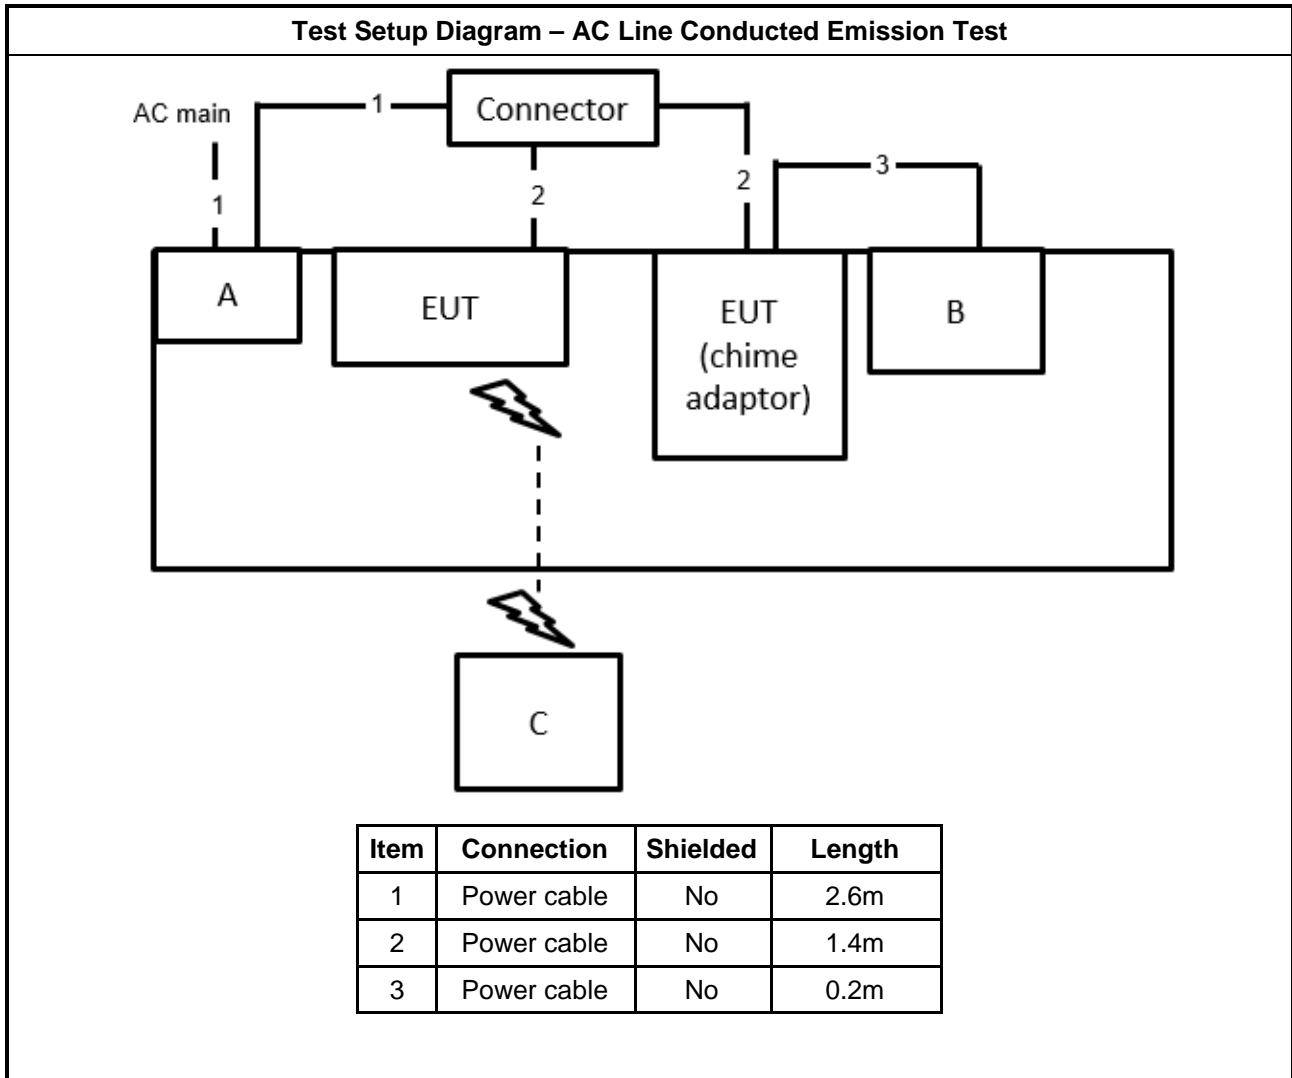 Test Setup Diagram – AC Line Conducted Emission Test
AC main
1
Connector
1
2
2
3
A
EUT
EUT
(chime
adaptor)
B
C
Item Connection Shielded Length
1 Power cable No 2.6m
2 Power cable No 1.4m
3 Power cable No 0.2m